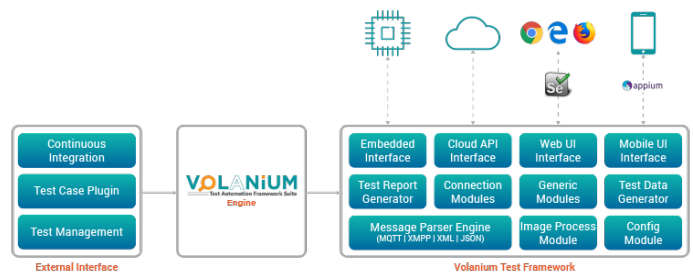 Se
appium
Continuous
Integration
Test Case Plugin
Test Management
External Interface
VOLANiUM
Test Automation Framework Suite
Engine
Embedded
Interface
Cloud API
Interface
Web UI
Interface
Mobile UI
Interface
Test Report
Generator
Connection
Modules
Generic
Modules
Test Data
Generator
Message Parser Engine
(MQTT | XMPP | XML | JSON)
Image Process
Module
Config
Module
Volanium Test Framework